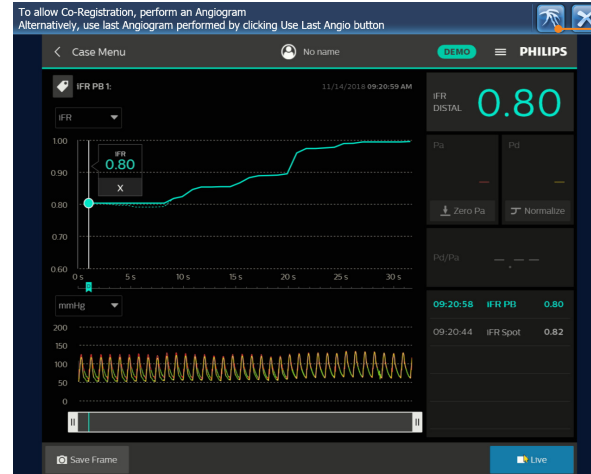 To allow Co-Registration, perform an Angiogram
Alternatively, use last Angiogram performed by clicking Use Last Angio button
Case Menu
No name
DEMO
PHILIPS
IFR PB 1:
11/14/2018 09:20:59 AM
IFR
IFR DISTAL
0.80
1.00
0.90
0.80
0.70
0.60
IFR
0.80
X
0 s 5 s 10 s 15 s 20 s 25 s 30 s
Pa
Pd
Zero Pa
Normalize
Pd/Pa
mmHg
200
150
100
50
0
09:20:58 IFR PB 0.80
09:20:44 IFR Spot 0.82
Save Frame
Live